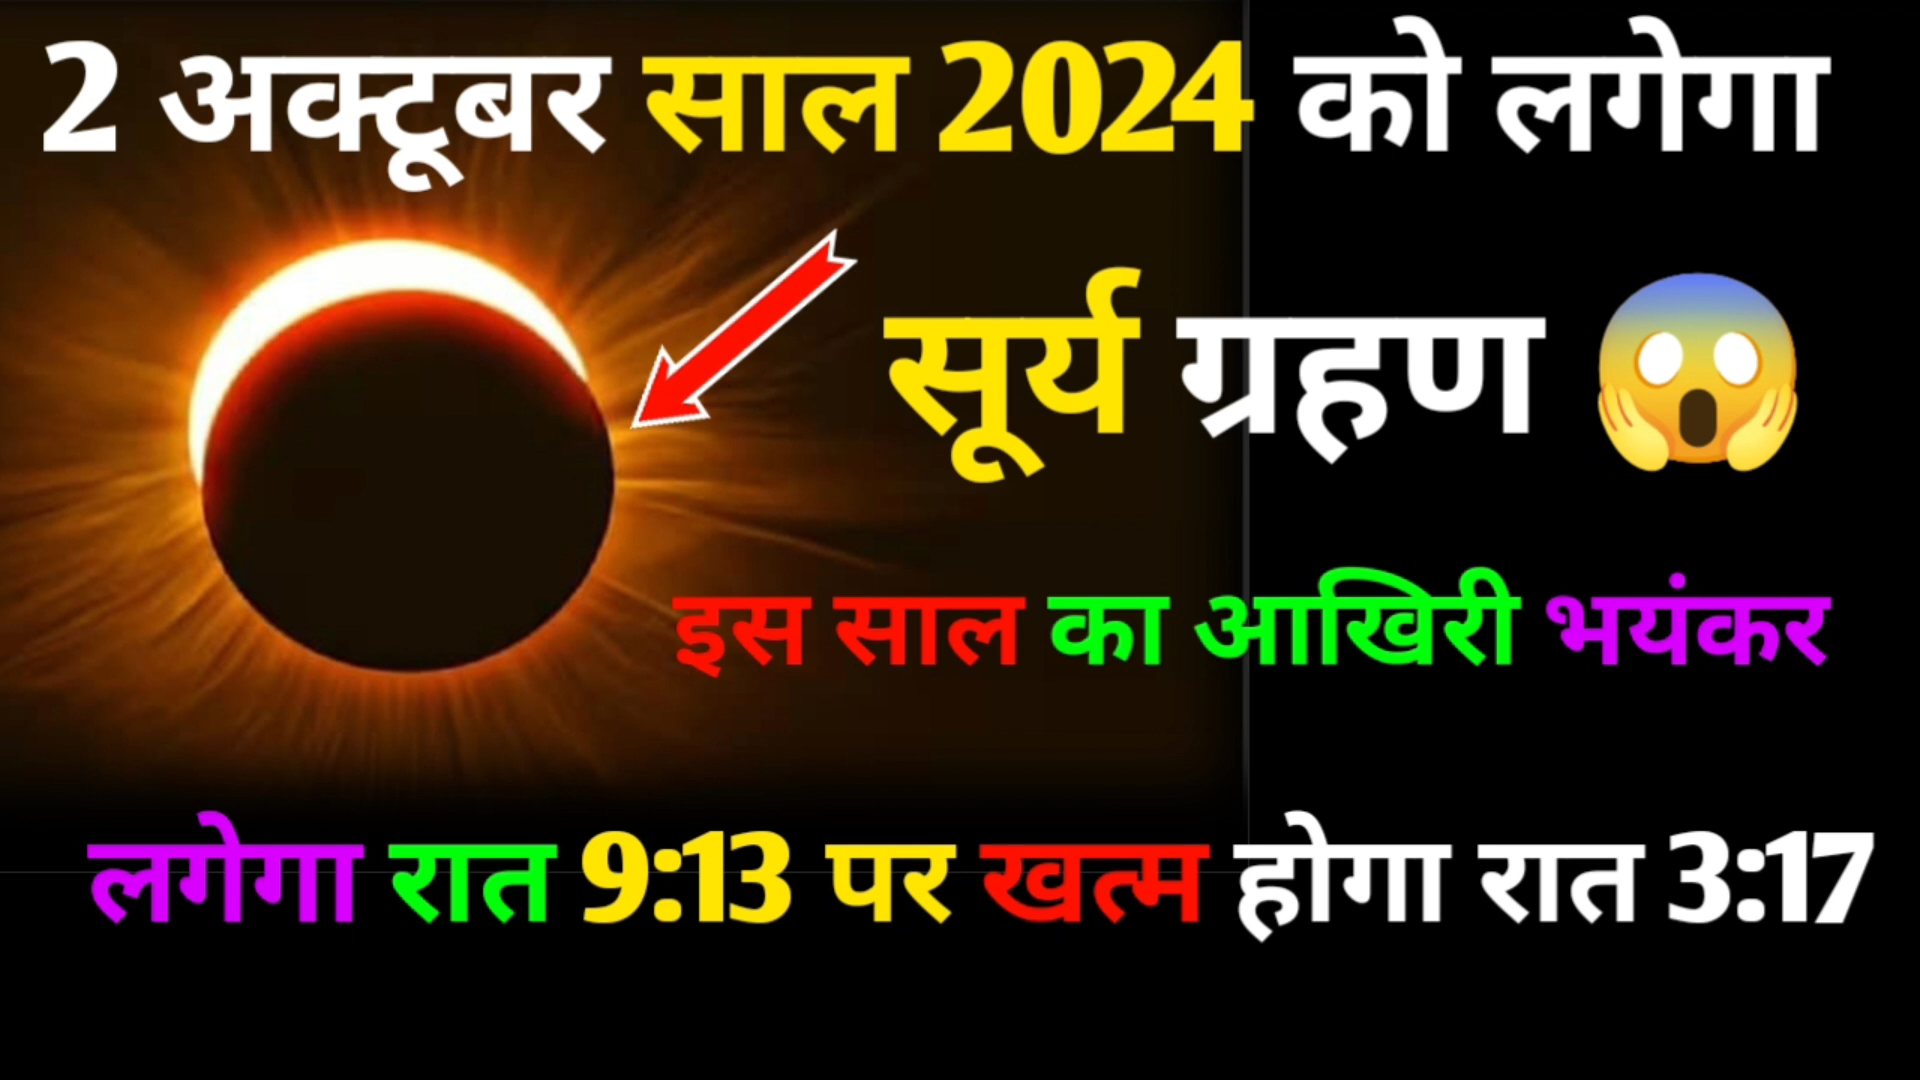 2 अक्टूबर साल 2024 को लगेगा
सूर्य ग्रहण 😱
इस साल का आखिरी भयंकर
लगेगा रात 9:13 पर खत्म होगा रात 3:17